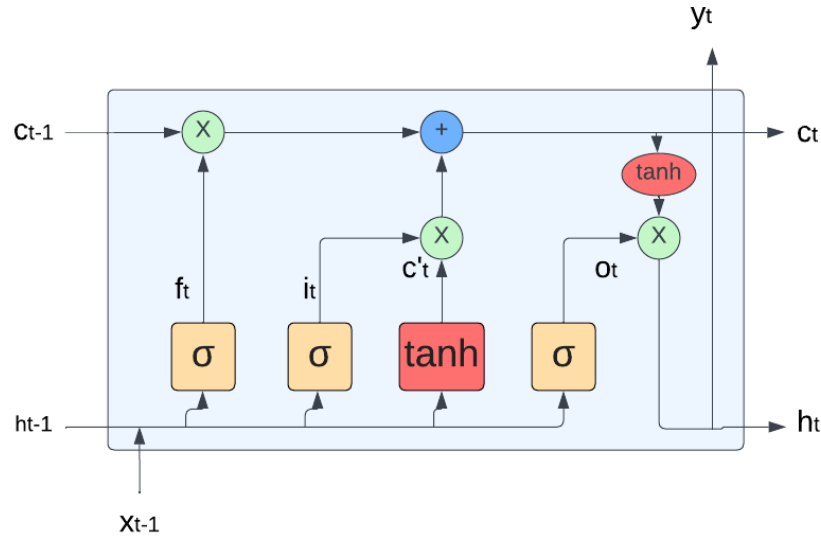 yt
ct-1
X
+
ct
tanh
X
X
c't
ot
ft
it
σ
σ
tanh
σ
ht-1
ht
xt-1